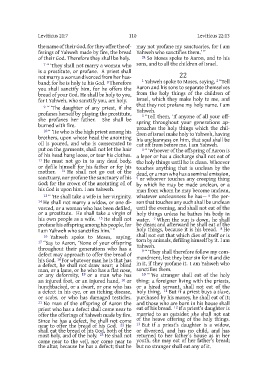 Leviticus 21:7 110 Leviticus 22:13
the name of their God, for they offer the of-
ferings of Yahweh made by fire, the bread
of their God. Therefore they shall be holy.
7 “‘They shall not marry a woman who
is a prostitute, or profane. A priest shall
not marry a woman divorced from her hus-
band; for he is holy to his God. 8 Therefore
you shall sanctify him, for he offers the
bread of your God. He shall be holy to you,
for I Yahweh, who sanctify you, am holy.
9 “‘The daughter of any priest, if she
profanes herself by playing the prostitute,
she profanes her father. She shall be
burned with fire.
10 “‘He who is the high priest among his
brothers, upon whose head the anointing
oil is poured, and who is consecrated to
put on the garments, shall not let the hair
of his head hang loose, or tear his clothes.
11 He must not go in to any dead body,
or defile himself for his father or for his
mother. 12 He shall not go out of the
sanctuary, nor profane the sanctuary of his
God; for the crown of the anointing oil of
his God is upon him. I am Yahweh.
13 “‘He shall take a wife in her virginity.
14 He shall not marry a widow, or one di-
vorced, or a woman who has been defiled,
or a prostitute. He shall take a virgin of
his own people as a wife. 15 He shall not
profane his offspring among his people, for
I am Yahweh who sanctifies him.’”
16 Yahweh spoke to Moses, saying,
17 “Say to Aaron, ‘None of your offspring
throughout their generations who has a
defect may approach to offer the bread of
his God. 18 For whatever man he is that has
a defect, he shall not draw near: a blind
man, or a lame, or he who has a flat nose,
or any deformity, 19 or a man who has
an injured foot, or an injured hand, 20 or
hunchbacked, or a dwarf, or one who has
a defect in his eye, or an itching disease,
or scabs, or who has damaged testicles.
21 No man of the offspring of Aaron the
priest who has a defect shall come near to
offer the offerings of Yahweh made by fire.
Since he has a defect, he shall not come
near to offer the bread of his God. 22 He
shall eat the bread of his God, both of the
most holy, and of the holy. 23 He shall not
come near to the veil, nor come near to
the altar, because he has a defect; that he
may not profane my sanctuaries, for I am
Yahweh who sanctifies them.’”
24 So Moses spoke to Aaron, and to his
sons, and to all the children of Israel.
22
1 Yahweh spoke to Moses, saying, 2 “Tell
Aaron and his sons to separate themselves
from the holy things of the children of
Israel, which they make holy to me, and
that they not profane my holy name. I am
Yahweh.
3 “Tell them, ‘If anyone of all your off-
spring throughout your generations ap-
proaches the holy things which the chil-
dren of Israel make holy to Yahweh, having
his uncleanness on him, that soul shall be
cut off from before me. I am Yahweh.
4 “‘Whoever of the offspring of Aaron is
a leper or has a discharge shall not eat of
the holy things until he is clean. Whoever
touches anything that is unclean by the
dead, or a man who has a seminal emission,
5 or whoever touches any creeping thing
by which he may be made unclean, or a
man from whom he may become unclean,
whatever uncleanness he has— 6 the per-
son that touches any such shall be unclean
until the evening, and shall not eat of the
holy things unless he bathes his body in
water. 7 When the sun is down, he shall
be clean; and afterward he shall eat of the
holy things, because it is his bread. 8 He
shall not eat that which dies of itself or is
torn by animals, defiling himself by it. I am
Yahweh.
9 “‘They shall therefore follow my com-
mandment, lest they bear sin for it and die
in it, if they profane it. I am Yahweh who
sanctifies them.
10 “‘No stranger shall eat of the holy
thing: a foreigner living with the priests,
or a hired servant, shall not eat of the
holy thing. 11 But if a priest buys a slave,
purchased by his money, he shall eat of it;
and those who are born in his house shall
eat of his bread. 12 If a priest’s daughter is
married to an outsider, she shall not eat
of the heave offering of the holy things.
13 But if a priest’s daughter is a widow,
or divorced, and has no child, and has
returned to her father’s house as in her
youth, she may eat of her father’s bread;
but no stranger shall eat any of it.